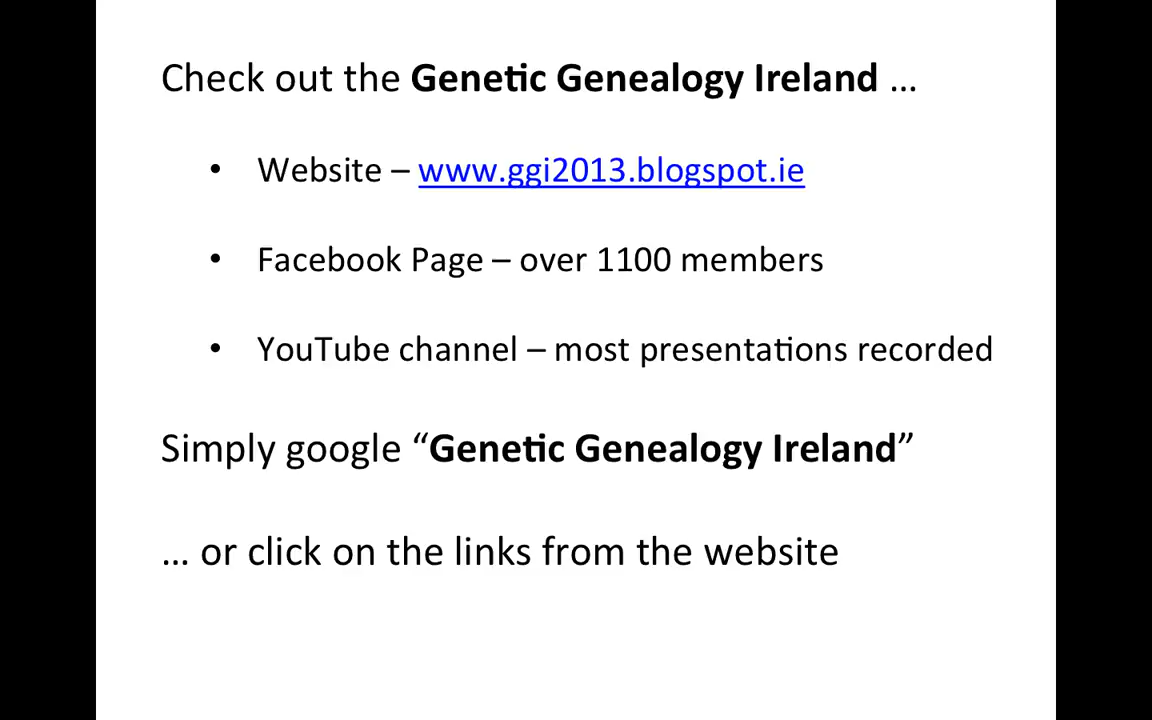 Check out the Genetic Genealogy Ireland …
• Website – www.ggi2013.blogspot.ie
• Facebook Page – over 1100 members
• YouTube channel – most presentations recorded
Simply google “Genetic Genealogy Ireland”
… or click on the links from the website